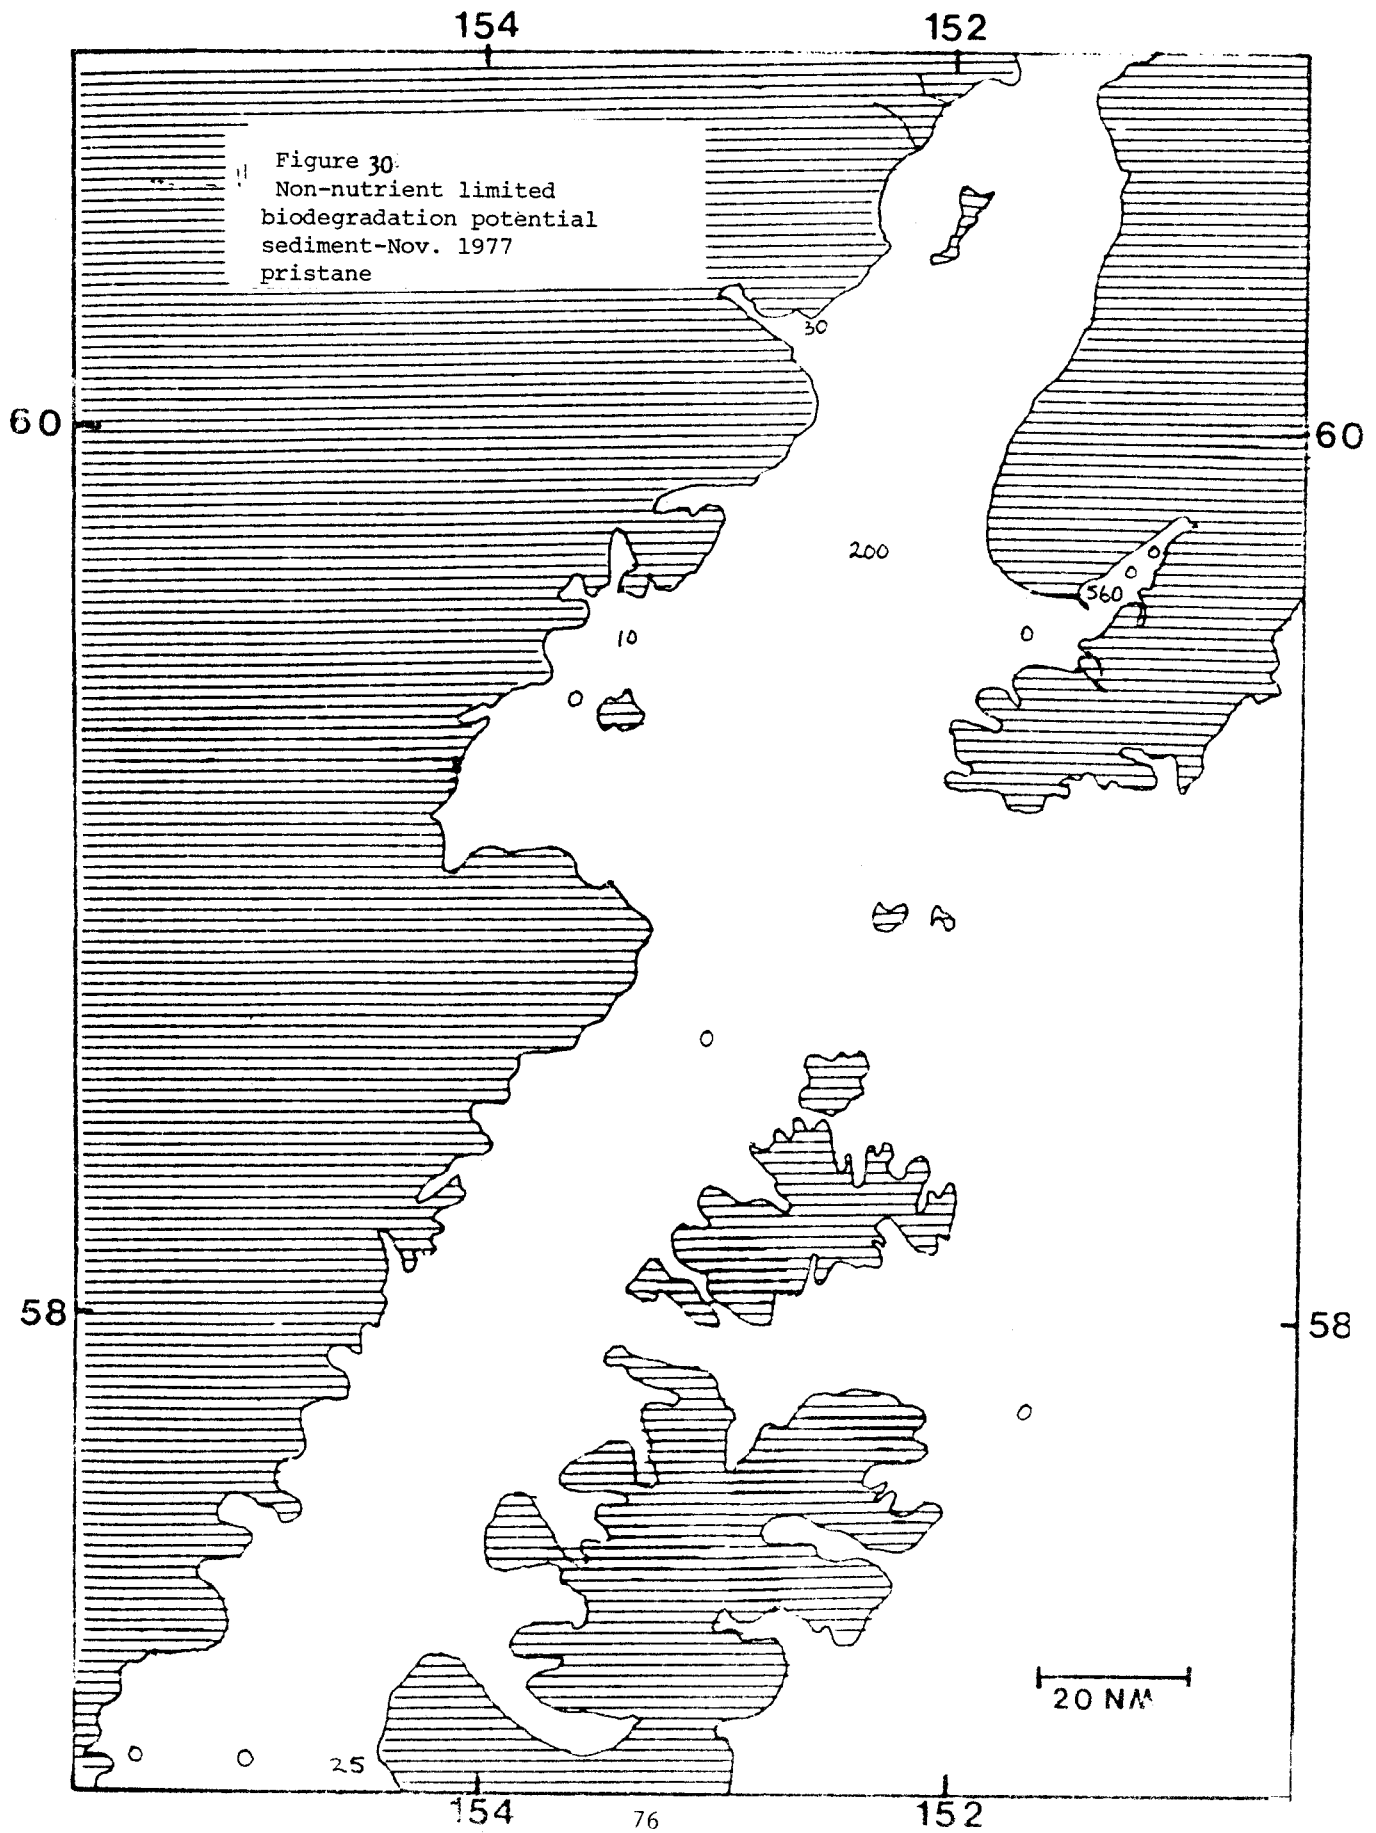 154 152
Figure 30
Non-nutrient limited
biodegradation potential
sediment-Nov. 1977
pristane
30
60 60
200
0
0
560
10
0
0
0
58 58
0
20 NM
0 0 25
154 76 152